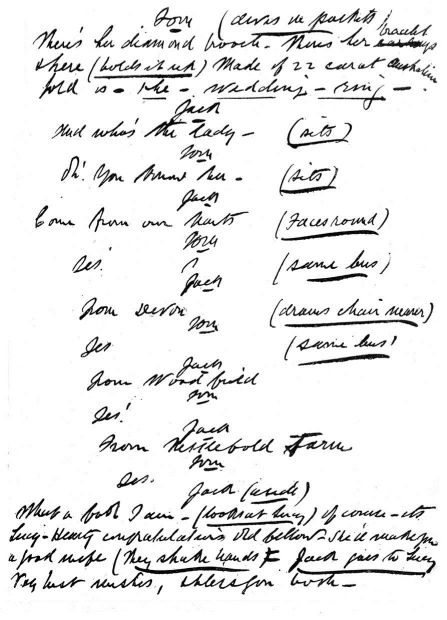 Tom (dives in pockets
There's her diamond brooch - There's her bracelet
& here (holds it up) Made of 22 carat Australian
gold is - the - wedding - ring -
Jack
And who's the lady - (sits)
Tom
Oh! You know her - (sits)
Jack
Come from our parts (Faces round)
Tom
Yes! (same bus)
Jack
From Devon (draws chair nearer)
Tom
Yes (same bus!
Jack
From Woodfield
Tom
Yes!
Jack
From Nettlefold Farm
Tom
Yes.
Jack (aside)
What a fool I am - (looks at Lucy) Of course - its
Lucy - Hearty congratulations Old fellow - She'll make you
a good wife (they shake hands & Jack goes to Lucy
Very best wishes, both -